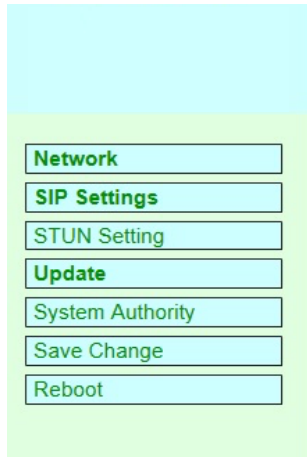 Network
SIP Settings
STUN Setting
Update
System Authority
Save Change
Reboot